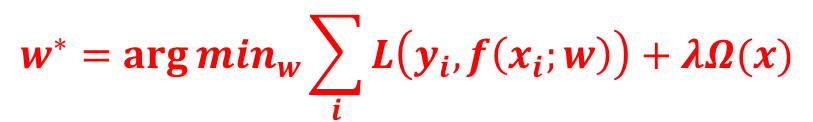 w* = arg min_w ∑_i L(y_i, f(x_i; w)) + λΩ(x)